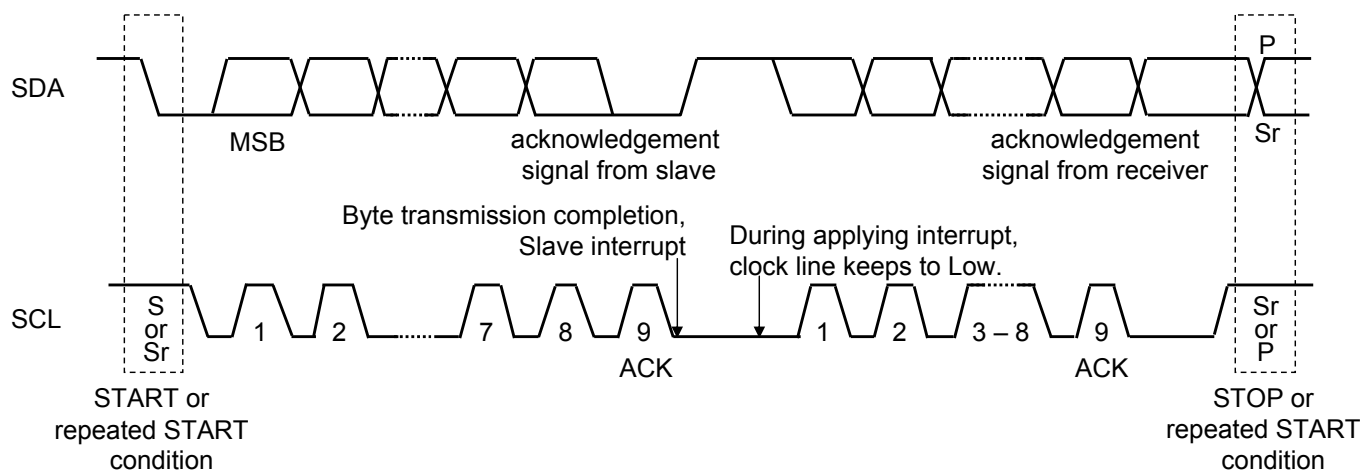 P
SDA
MSB
acknowledgement
signal from slave
acknowledgement
signal from receiver
Sr
Byte transmission completion,
Slave interrupt
During applying interrupt,
clock line keeps to Low.
SCL
S
or
Sr
1
2
7
8
9
1
2
3 – 8
9
Sr
or
P
ACK
ACK
START or
repeated START
condition
STOP or
repeated START
condition